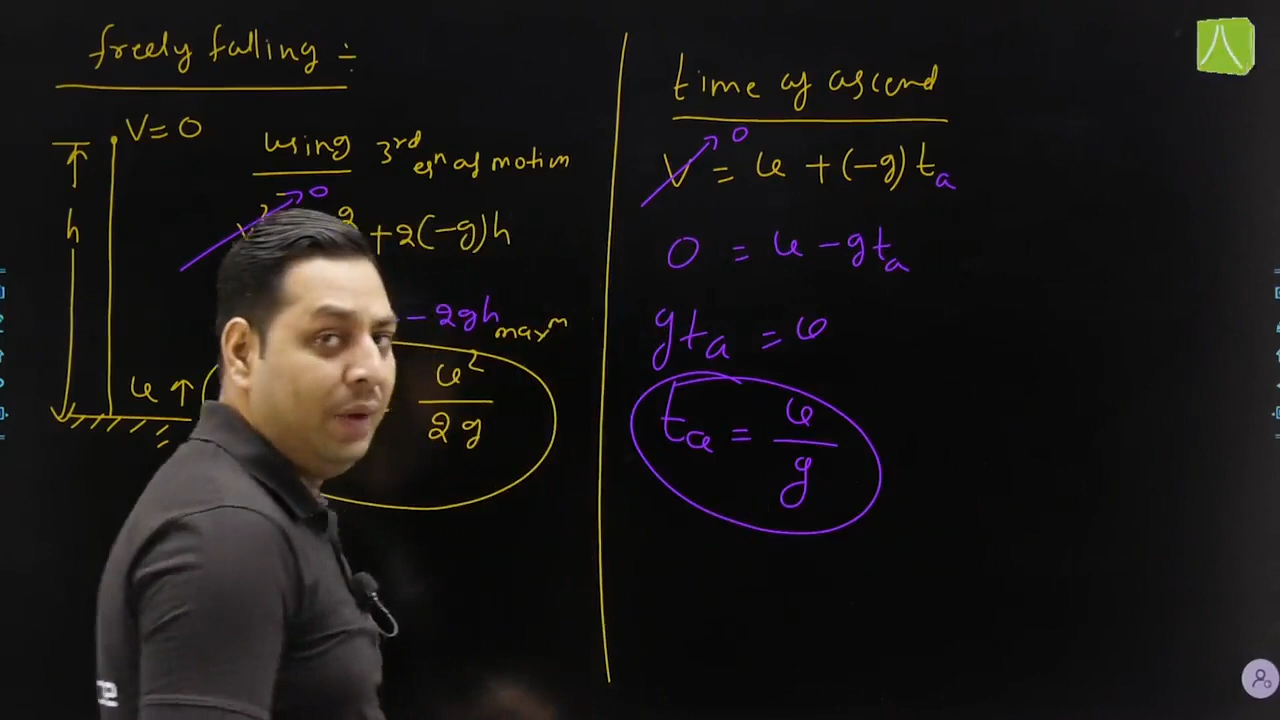 freely falling :-
V = 0
using 3rd eqn of motion
0
+ 2(-g)h
h
- 2gh maxm
u ↑
u²
2g
time of ascend
0
V = u + (-g) ta
0 = u - gta
gta = u
ta = u/g